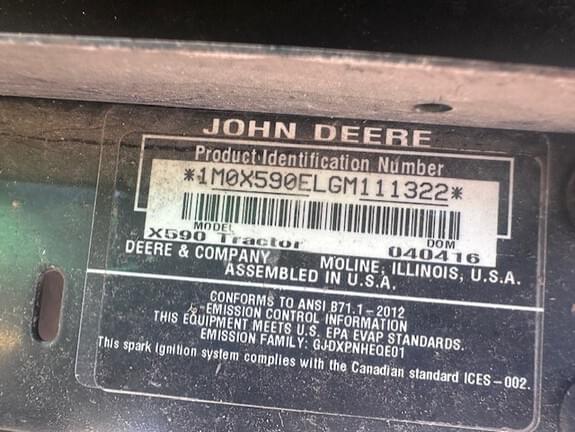 JOHN DEERE
Product Identification Number
*1M0X590ELGM111322*
MODEL DOM
X590 Tractor 040416
DEERE & COMPANY MOLINE, ILLINOIS, U.S.A.
ASSEMBLED IN U.S.A.
CONFORMS TO ANSI B71.1-2012
EMISSION CONTROL INFORMATION
THIS EQUIPMENT MEETS U.S. EPA EVAP STANDARDS.
EMISSION FAMILY: GJDXPNHEQE01
This spark ignition system complies with the Canadian standard ICES-002.